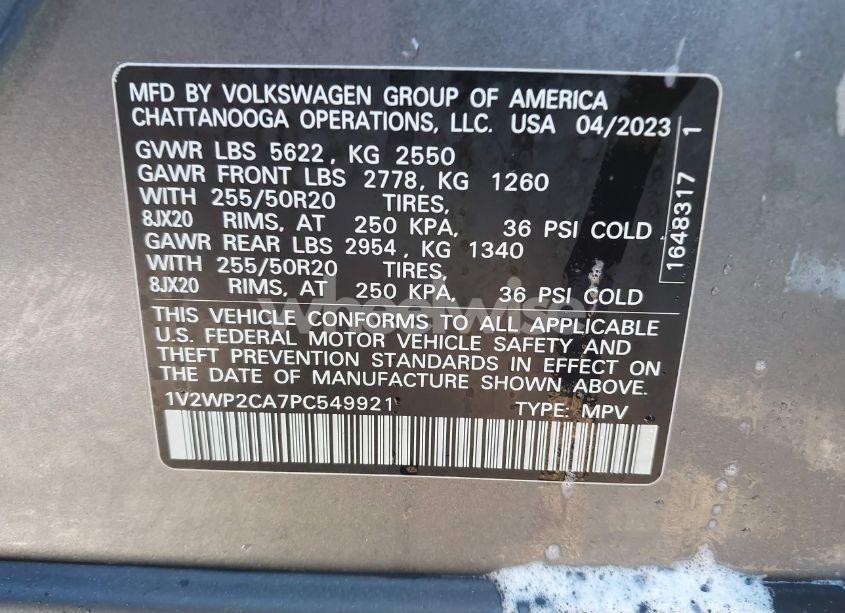 MFD BY VOLKSWAGEN GROUP OF AMERICA
CHATTANOOGA OPERATIONS, LLC. USA 04/2023
GVWR LBS 5622, KG 2550
GAWR FRONT LBS 2778, KG 1260
WITH 255/50R20 TIRES,
8JX20 RIMS, AT 250 KPA, 36 PSI COLD
GAWR REAR LBS 2954, KG 1340
WITH 255/50R20 TIRES,
8JX20 RIMS, AT 250 KPA, 36 PSI COLD
THIS VEHICLE CONFORMS TO ALL APPLICABLE
U.S. FEDERAL MOTOR VEHICLE SAFETY AND
THEFT PREVENTION STANDARDS IN EFFECT ON
THE DATE OF MANUFACTURE SHOWN ABOVE.
1V2WP2CA7PC549921 TYPE: MPV
1648317 1
wheelwise